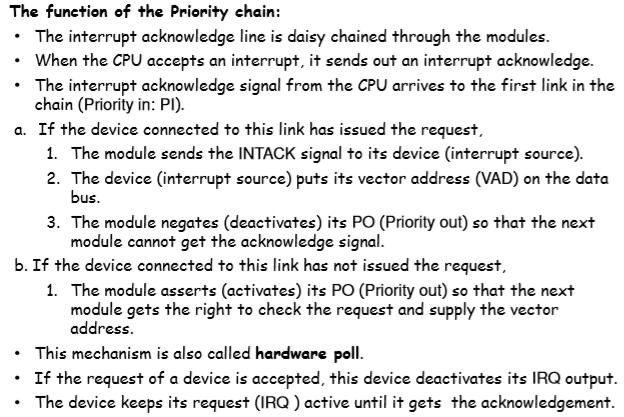 The function of the Priority chain:
• The interrupt acknowledge line is daisy chained through the modules.
• When the CPU accepts an interrupt, it sends out an interrupt acknowledge.
• The interrupt acknowledge signal from the CPU arrives to the first link in the
chain (Priority in: PI).
a. If the device connected to this link has issued the request,
1. The module sends the INTACK signal to its device (interrupt source).
2. The device (interrupt source) puts its vector address (VAD) on the data
bus.
3. The module negates (deactivates) its PO (Priority out) so that the next
module cannot get the acknowledge signal.
b. If the device connected to this link has not issued the request,
1. The module asserts (activates) its PO (Priority out) so that the next
module gets the right to check the request and supply the vector
address.
• This mechanism is also called hardware poll.
• If the request of a device is accepted, this device deactivates its IRQ output.
• The device keeps its request (IRQ ) active until it gets the acknowledgement.